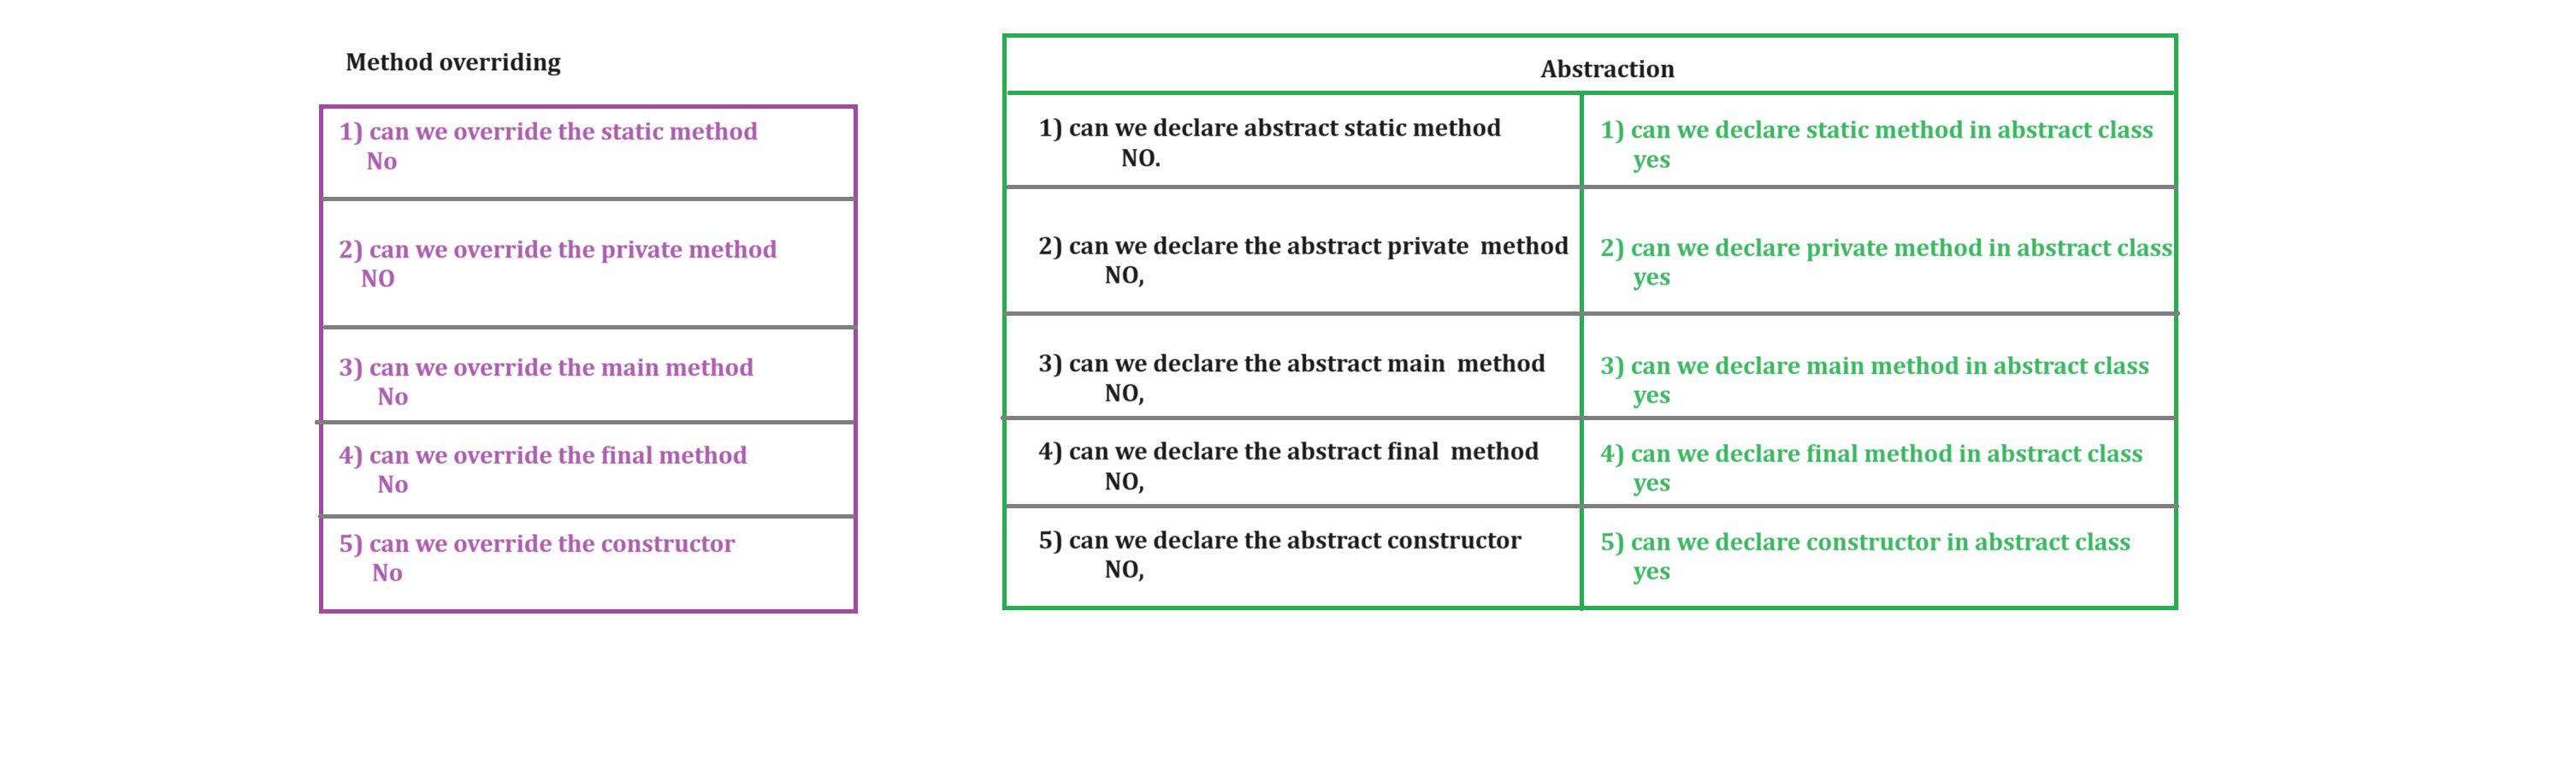 Method overriding
1) can we override the static method
No
2) can we override the private method
NO
3) can we override the main method
No
4) can we override the final method
No
5) can we override the constructor
No
Abstraction
1) can we declare abstract static method
NO.
2) can we declare the abstract private  method
NO,
3) can we declare the abstract main  method
NO,
4) can we declare the abstract final  method
NO,
5) can we declare the abstract constructor
NO,
1) can we declare static method in abstract class
yes
2) can we declare private method in abstract class
yes
3) can we declare main method in abstract class
yes
4) can we declare final method in abstract class
yes
5) can we declare constructor in abstract class
yes